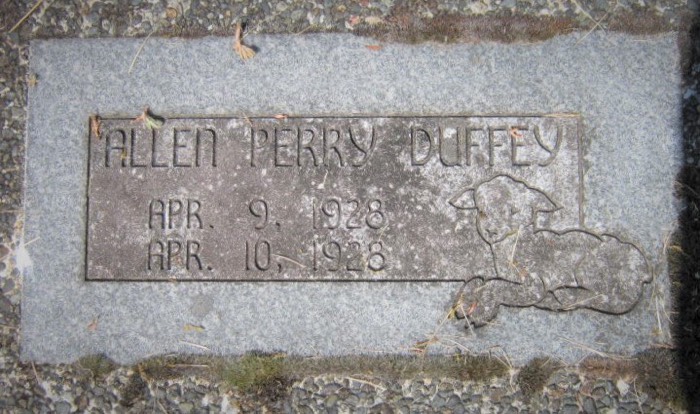 ALLEN PERRY DUFFEY
APR. 9, 1928
APR. 10, 1928